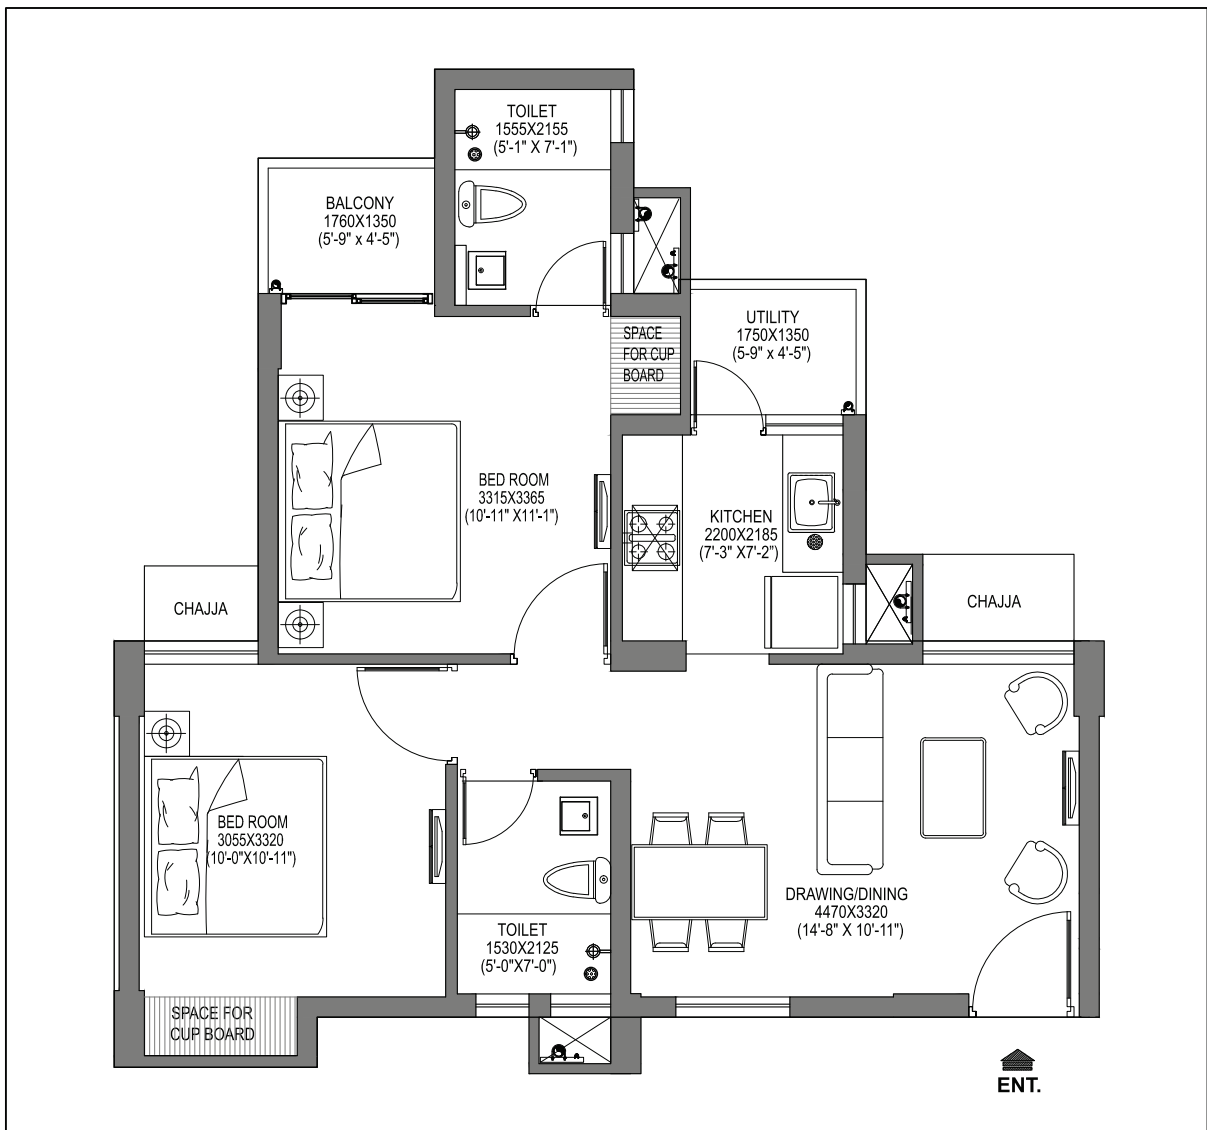 TOILET
1555X2155
(5'-1" X 7'-1")
BALCONY
1760X1350
(5'-9" x 4'-5")
UTILITY
1750X1350
(5-9" x 4'-5")
SPACE
FOR CUP
BOARD
BED ROOM
3315X3365
(10'-11" X11'-1")
KITCHEN
2200X2185
(7'-3" X7'-2")
CHAJJA
CHAJJA
BED ROOM
3055X3320
(10'-0"X10'-11")
DRAWING/DINING
4470X3320
(14'-8" X 10'-11")
TOILET
1530X2125
(5'-0"X7'-0")
SPACE FOR
CUP BOARD
ENT.